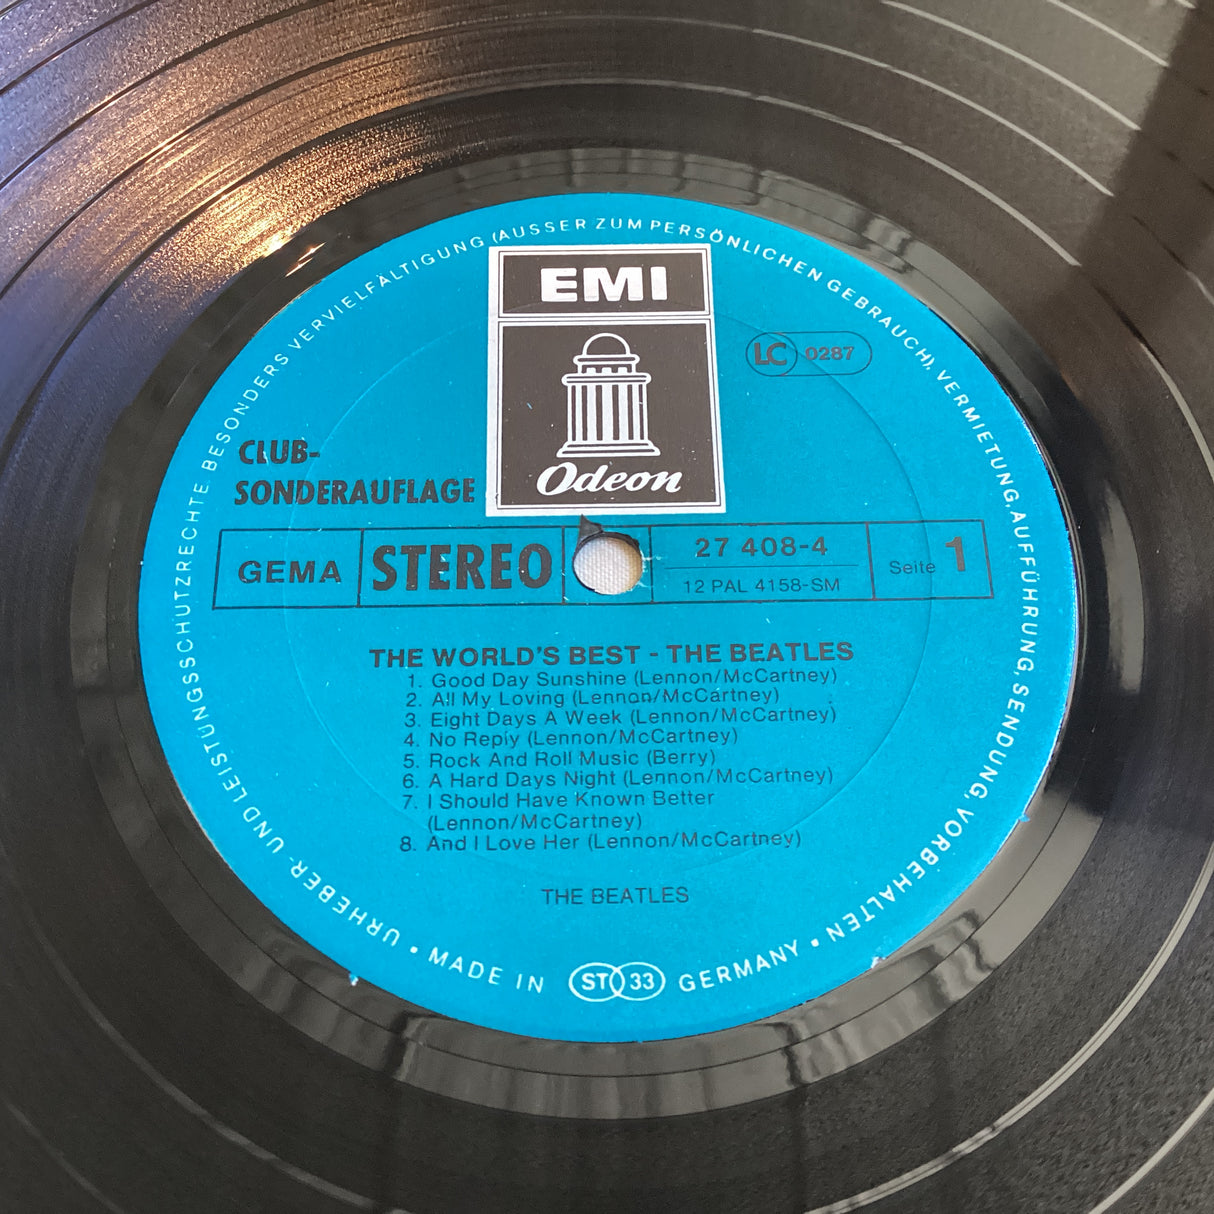 URHEBER- UND LEISTUNGSSCHUTZRECHTE. BESONDERS VERVIELFÄLTIGUNG (AUSSER ZUM PERSÖNLICHEN GEBRAUCH), VERMIETUNG, AUFFÜHRUNG, SENDUNG, VORBEHALTEN
EMI
Odeon
LC 0287
CLUB-
SONDERAUFLAGE
GEMA STEREO 27 408-4 Seite 1
12 PAL 4158-SM
THE WORLD'S BEST - THE BEATLES
1. Good Day Sunshine (Lennon/McCartney)
2. All My Loving (Lennon/McCartney)
3. Eight Days A Week (Lennon/McCartney)
4. No Reply (Lennon/McCartney)
5. Rock And Roll Music (Berry)
6. A Hard Days Night (Lennon/McCartney)
7. I Should Have Known Better
(Lennon/McCartney)
8. And I Love Her (Lennon/McCartney)
THE BEATLES
• MADE IN ST 33 GERMANY •